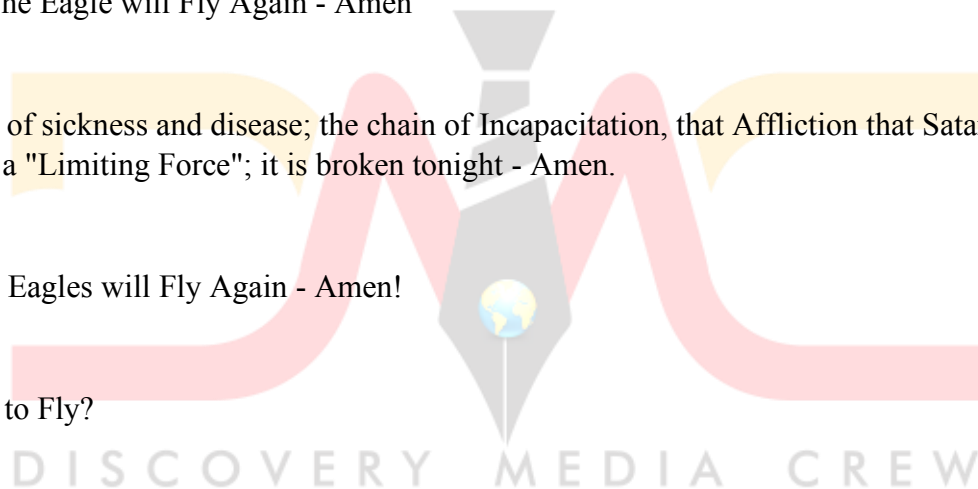 he Eagle will Fly Again - Amen
of sickness and disease; the chain of Incapacitation, that Affliction that Sata
a "Limiting Force"; it is broken tonight - Amen.
Eagles will Fly Again - Amen!
to Fly?
DISCOVERY MEDIA CREW